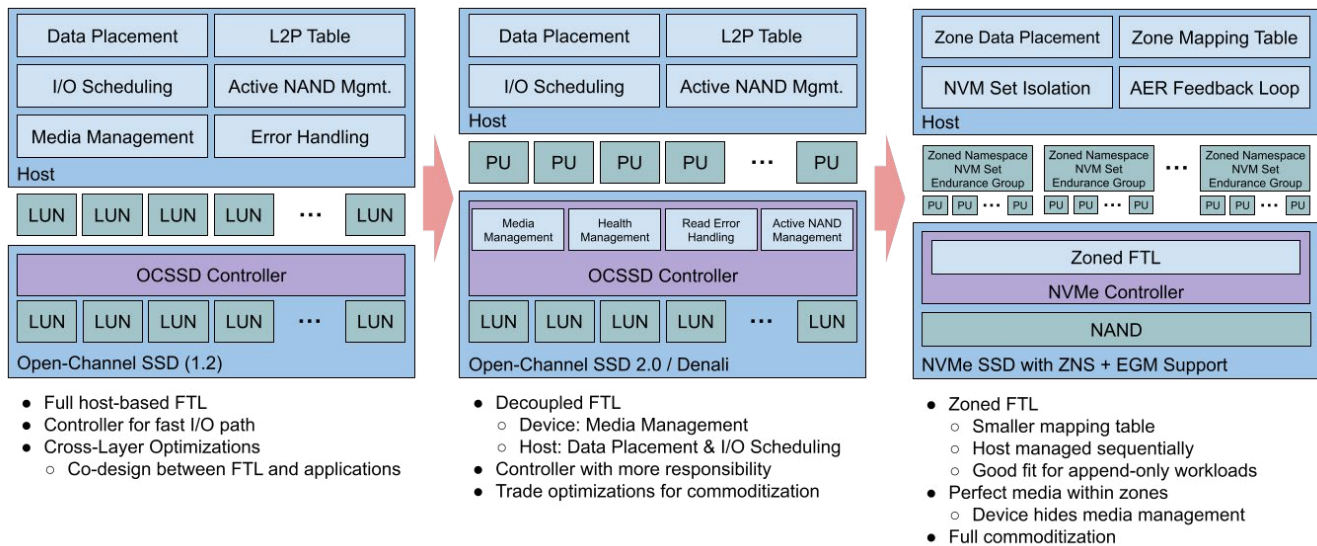 Data Placement
L2P Table
I/O Scheduling
Active NAND Mgmt.
Media Management
Error Handling
Host
LUN LUN LUN LUN ... LUN
OCSSD Controller
LUN LUN LUN LUN ... LUN
Open-Channel SSD (1.2)
● Full host-based FTL
● Controller for fast I/O path
● Cross-Layer Optimizations
○ Co-design between FTL and applications
Data Placement
L2P Table
I/O Scheduling
Active NAND Mgmt.
Host
PU PU PU PU ... PU
Media
Management
Health
Management
Read Error
Handling
Active NAND
Management
OCSSD Controller
LUN LUN LUN LUN ... LUN
Open-Channel SSD 2.0 / Denali
● Decoupled FTL
○ Device: Media Management
○ Host: Data Placement & I/O Scheduling
● Controller with more responsibility
● Trade optimizations for commoditization
Zone Data Placement
Zone Mapping Table
NVM Set Isolation
AER Feedback Loop
Host
Zoned Namespace
NVM Set
Endurance Group
Zoned Namespace
NVM Set
Endurance Group
...
Zoned Namespace
NVM Set
Endurance Group
PU PU ... PU
PU PU ... PU
PU PU ... PU
Zoned FTL
NVMe Controller
NAND
NVMe SSD with ZNS + EGM Support
● Zoned FTL
○ Smaller mapping table
○ Host managed sequentially
○ Good fit for append-only workloads
● Perfect media within zones
○ Device hides media management
● Full commoditization